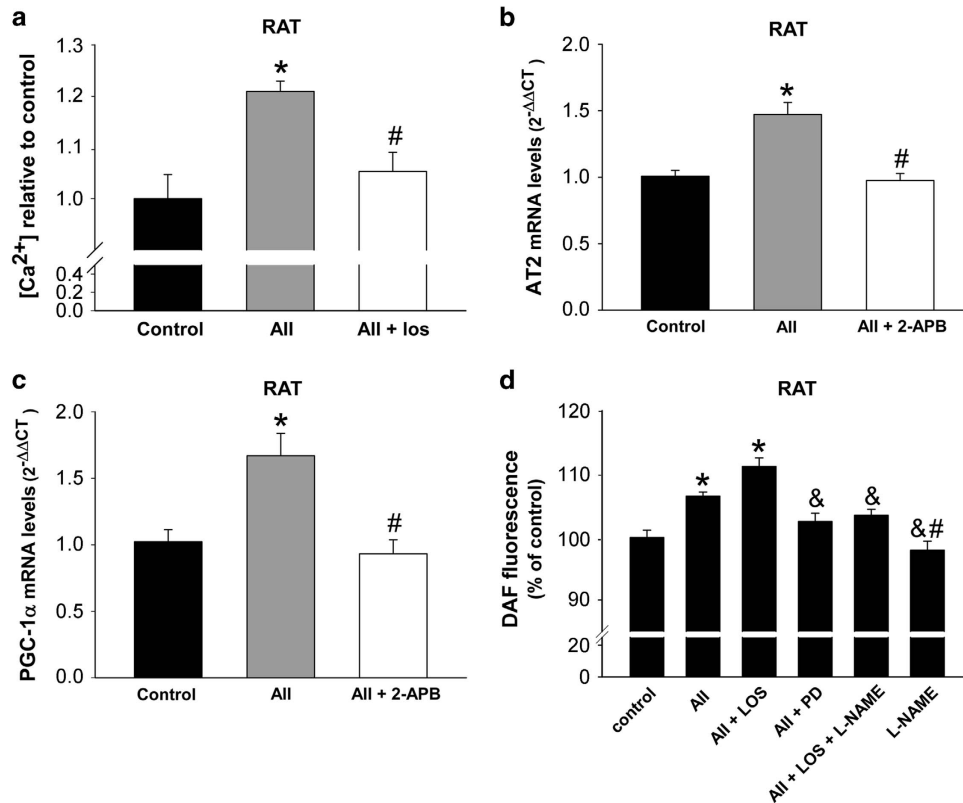 a
RAT
[Ca²⁺] relative to control
1.3
1.2
1.0
1.0
0.4
0.0
*
#
Control
AII
AII + los
b
RAT
AT2 mRNA levels (2^-ΔΔCT)
2.0
1.5
1.0
0.5
0.0
*
#
Control
AII
AII + 2-APB
c
RAT
PGC-1α mRNA levels (2^-ΔΔCT)
2.0
1.5
1.0
0.5
0.0
*
#
Control
AII
AII + 2-APB
d
RAT
DAF fluorescence
(% of control)
120
110
100
90
20
0
*
*
&
&
&#
control
AII
AII + LOS
AII + PD
AII + LOS + L-NAME
L-NAME